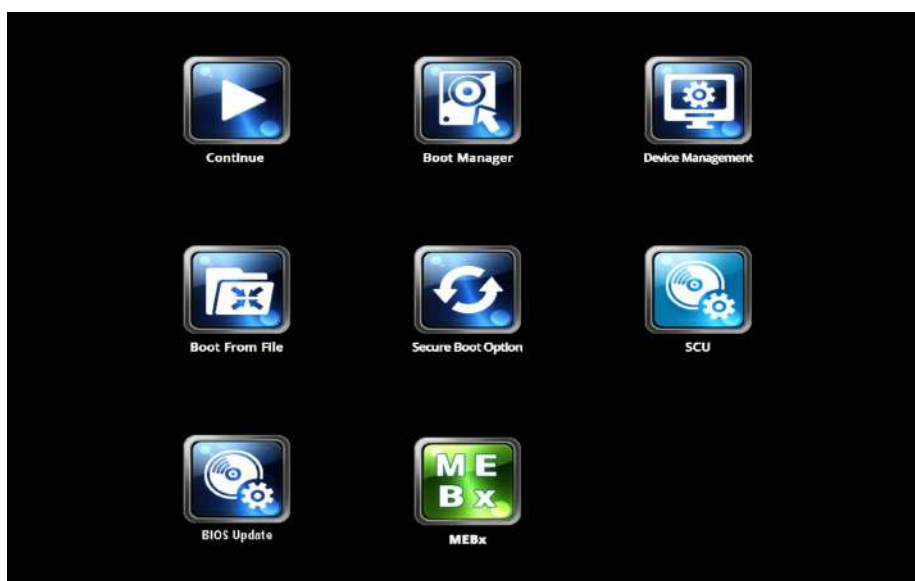 Continue
Boot Manager
Device Management
Boot From File
Secure Boot Option
SCU
M E
B x
BIOS Update
MEBx